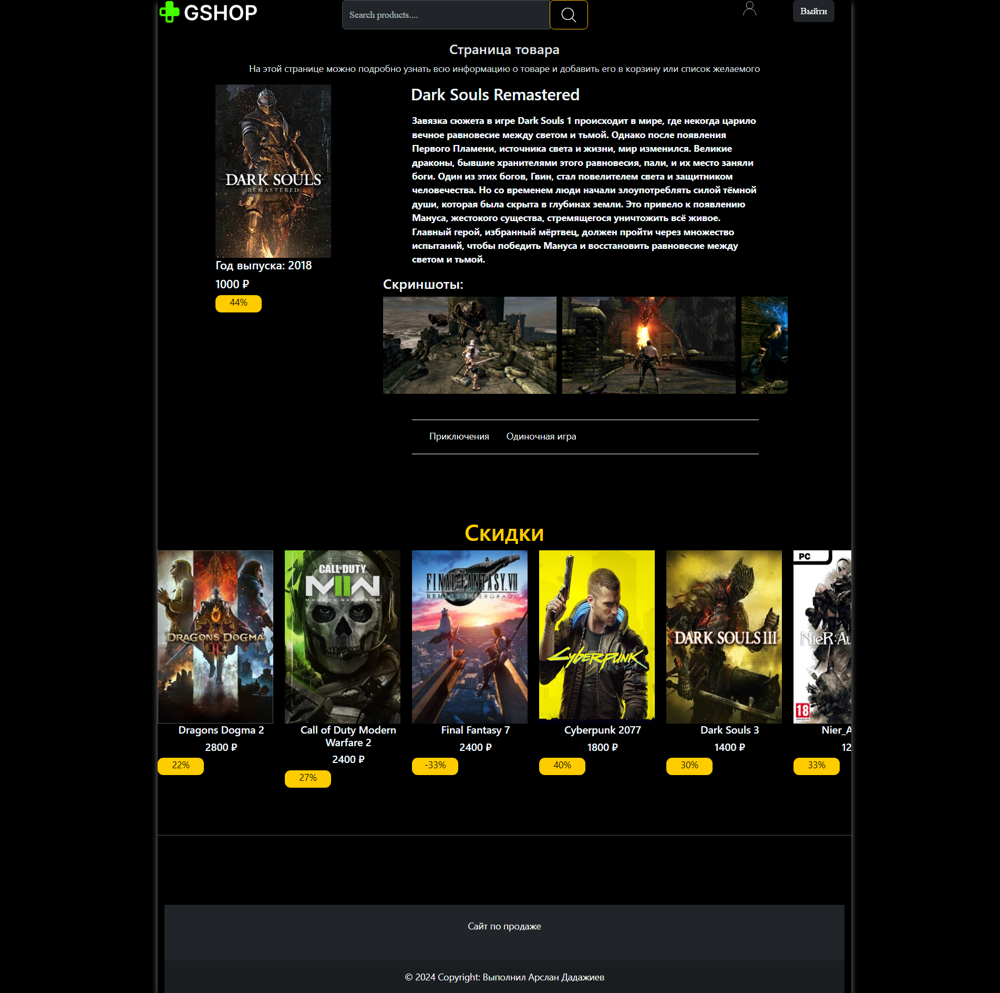 GSHOP
Search products....
Выйти
Страница товара
На этой странице можно подробно узнать всю информацию о товаре и добавить его в корзину или список желаемого
DARK SOULS
REMASTERED
Год выпуска: 2018
1000 ₽
44%
Dark Souls Remastered
Завязка сюжета в игре Dark Souls 1 происходит в мире, где некогда царило
вечное равновесие между светом и тьмой. Однако после появления
Первого Пламени, источника света и жизни, мир изменился. Великие
драконы, бывшие хранителями этого равновесия, пали, и их место заняли
боги. Один из этих богов, Гвин, стал повелителем света и защитником
человечества. Но со временем люди начали злоупотреблять силой тёмной
души, которая была скрыта в глубинах земли. Это привело к появлению
Мануса, жестокого существа, стремящегося уничтожить всё живое.
Главный герой, избранный мёртвец, должен пройти через множество
испытаний, чтобы победить Мануса и восстановить равновесие между
светом и тьмой.
Скриншоты:
Приключения
Одиночная игра
Скидки
DRAGONS DOGMA
II
Dragons Dogma 2
2800 ₽
22%
CALL OF DUTY
MWII
MODERN WARFARE II
Call of Duty Modern
Warfare 2
2400 ₽
27%
FINAL FANTASY VII
REMAKE INTERGRADE
Final Fantasy 7
2400 ₽
-33%
CYBERPUNK
2077
Cyberpunk 2077
1800 ₽
40%
DARK SOULS III
Dark Souls 3
1400 ₽
30%
PC
NieR:Au
18
Nier_A
12
33%
Сайт по продаже
© 2024 Copyright: Выполнил Арслан Дадажиев